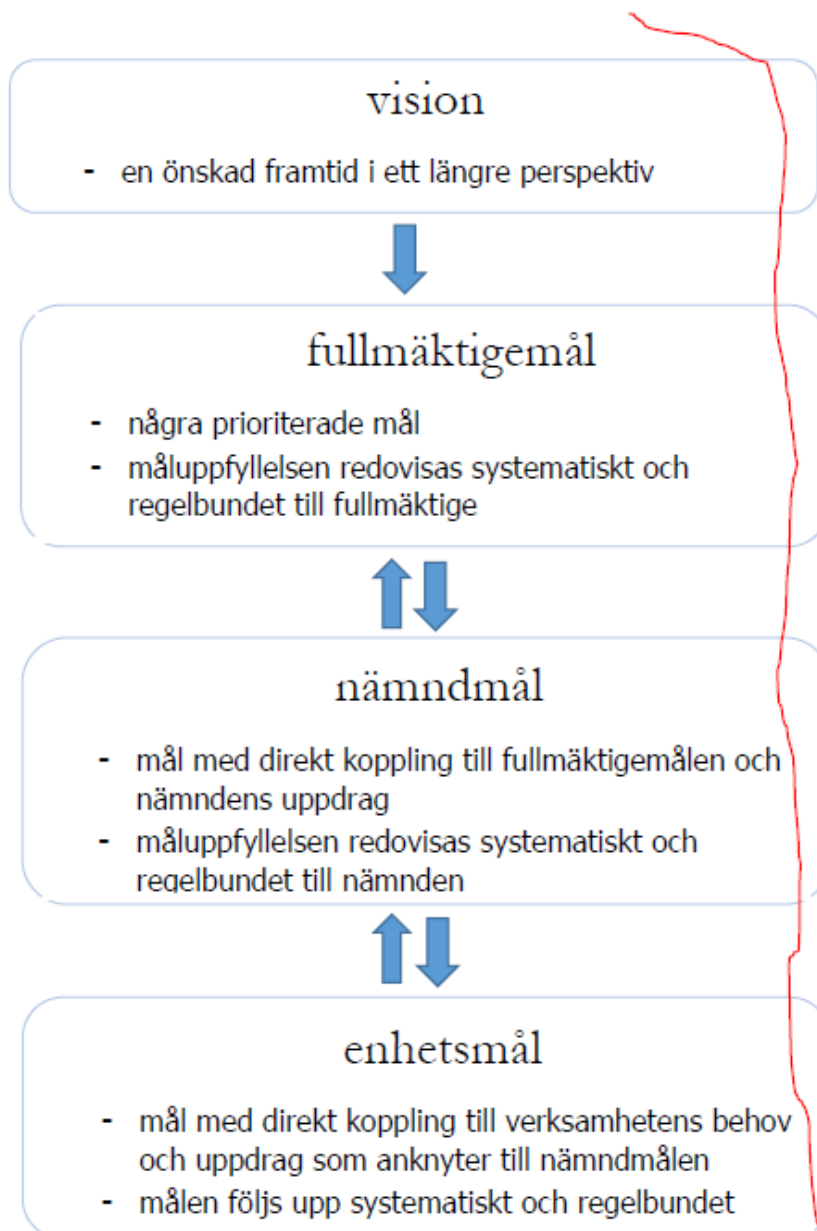 vision
- en önskad framtid i ett längre perspektiv
fullmäktigemål
- några prioriterade mål
- måluppfyllelsen redovisas systematiskt och
regelbundet till fullmäktige
nämndmål
- mål med direkt koppling till fullmäktigemålen och
nämndens uppdrag
- måluppfyllelsen redovisas systematiskt och
regelbundet till nämnden
enhetsmål
- mål med direkt koppling till verksamhetens behov
och uppdrag som anknyter till nämndmålen
- målen följs upp systematiskt och regelbundet